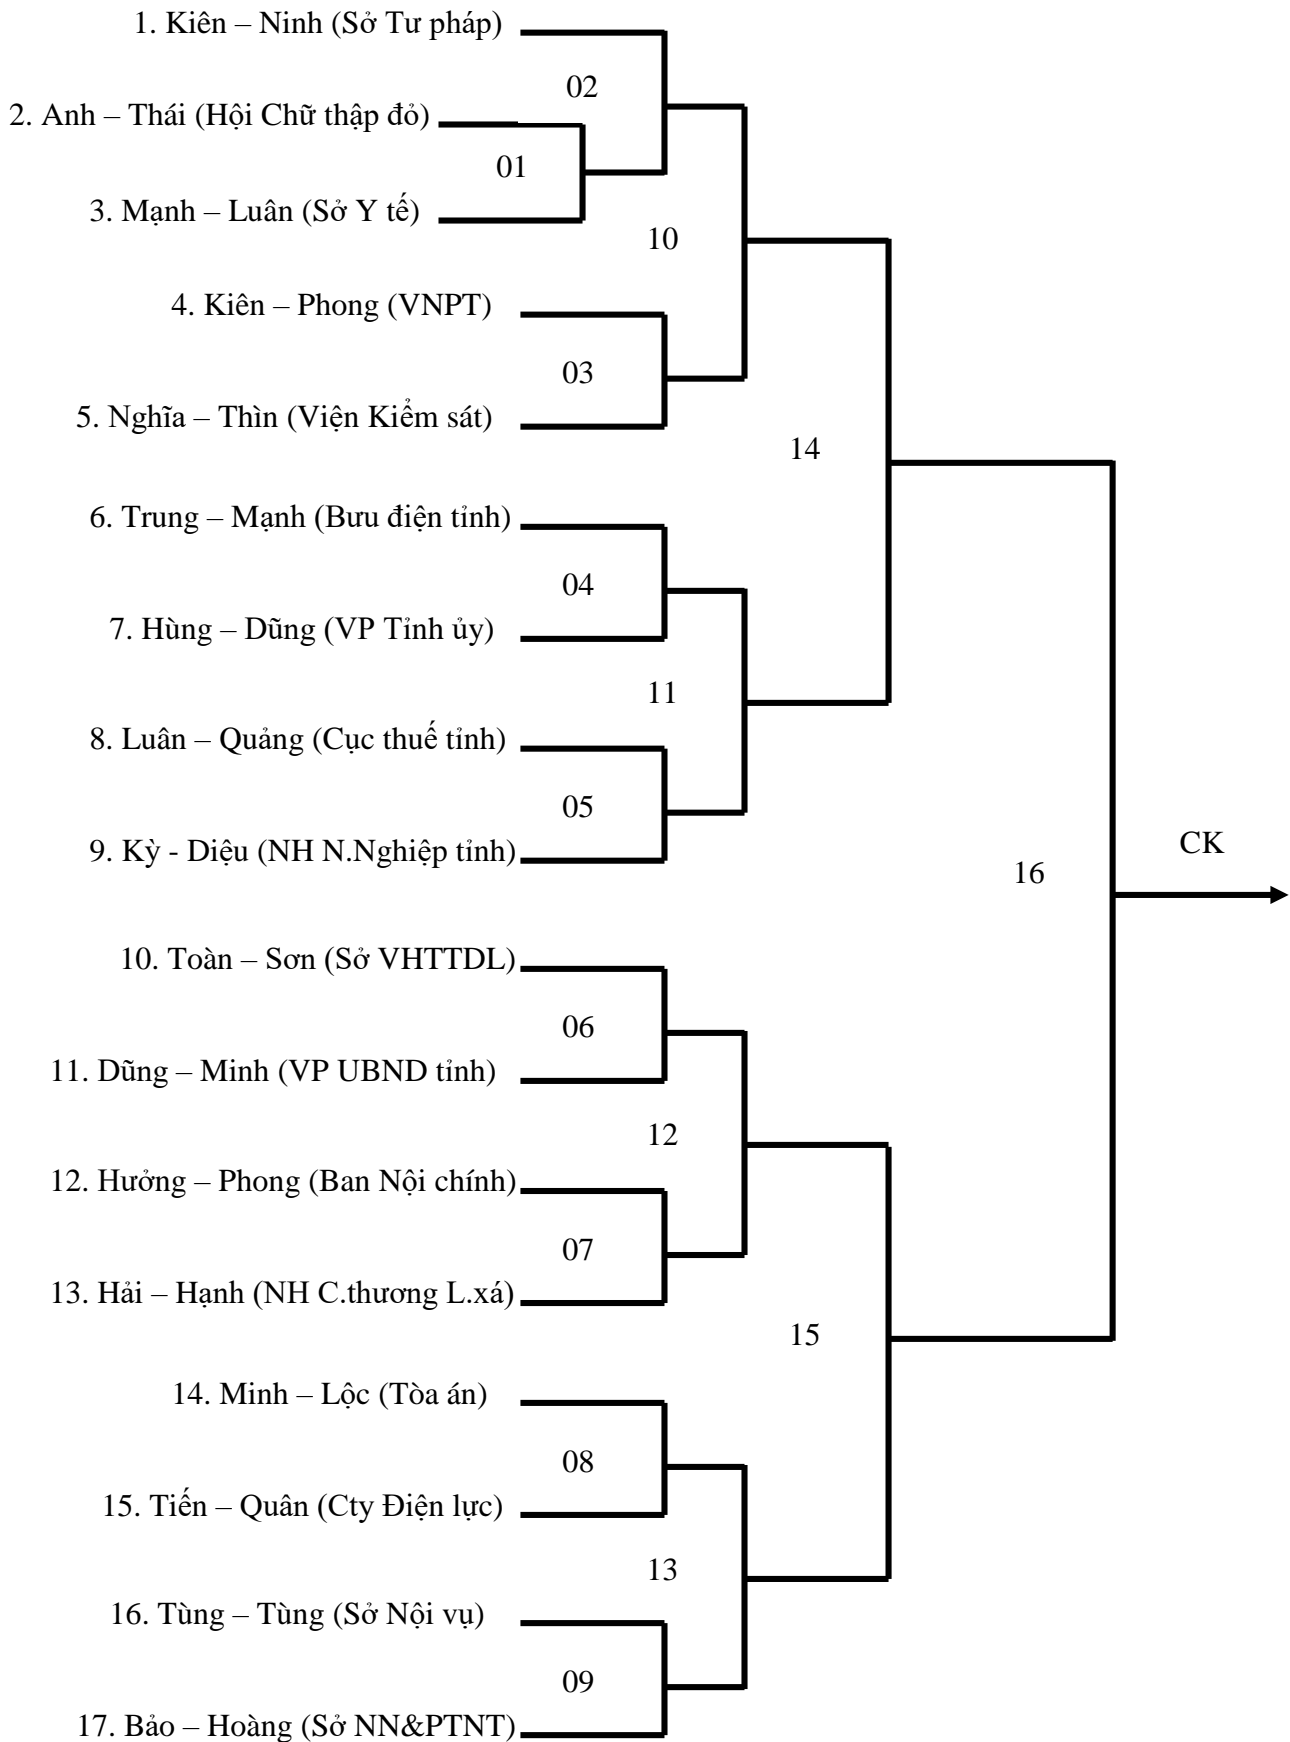 1. Kiên – Ninh (Sở Tư pháp)
02
2. Anh – Thái (Hội Chữ thập đỏ)
01
3. Mạnh – Luân (Sở Y tế)
10
4. Kiên – Phong (VNPT)
03
5. Nghĩa – Thìn (Viện Kiểm sát)
14
6. Trung – Mạnh (Bưu điện tỉnh)
04
7. Hùng – Dũng (VP Tỉnh ủy)
11
8. Luân – Quảng (Cục thuế tỉnh)
05
9. Kỳ - Diệu (NH N.Nghiệp tỉnh)
CK
16
10. Toàn – Sơn (Sở VHTTDL)
06
11. Dũng – Minh (VP UBND tỉnh)
12
12. Hưởng – Phong (Ban Nội chính)
07
13. Hải – Hạnh (NH C.thương L.xá)
15
14. Minh – Lộc (Tòa án)
08
15. Tiến – Quân (Cty Điện lực)
13
16. Tùng – Tùng (Sở Nội vụ)
09
17. Bảo – Hoàng (Sở NN&PTNT)